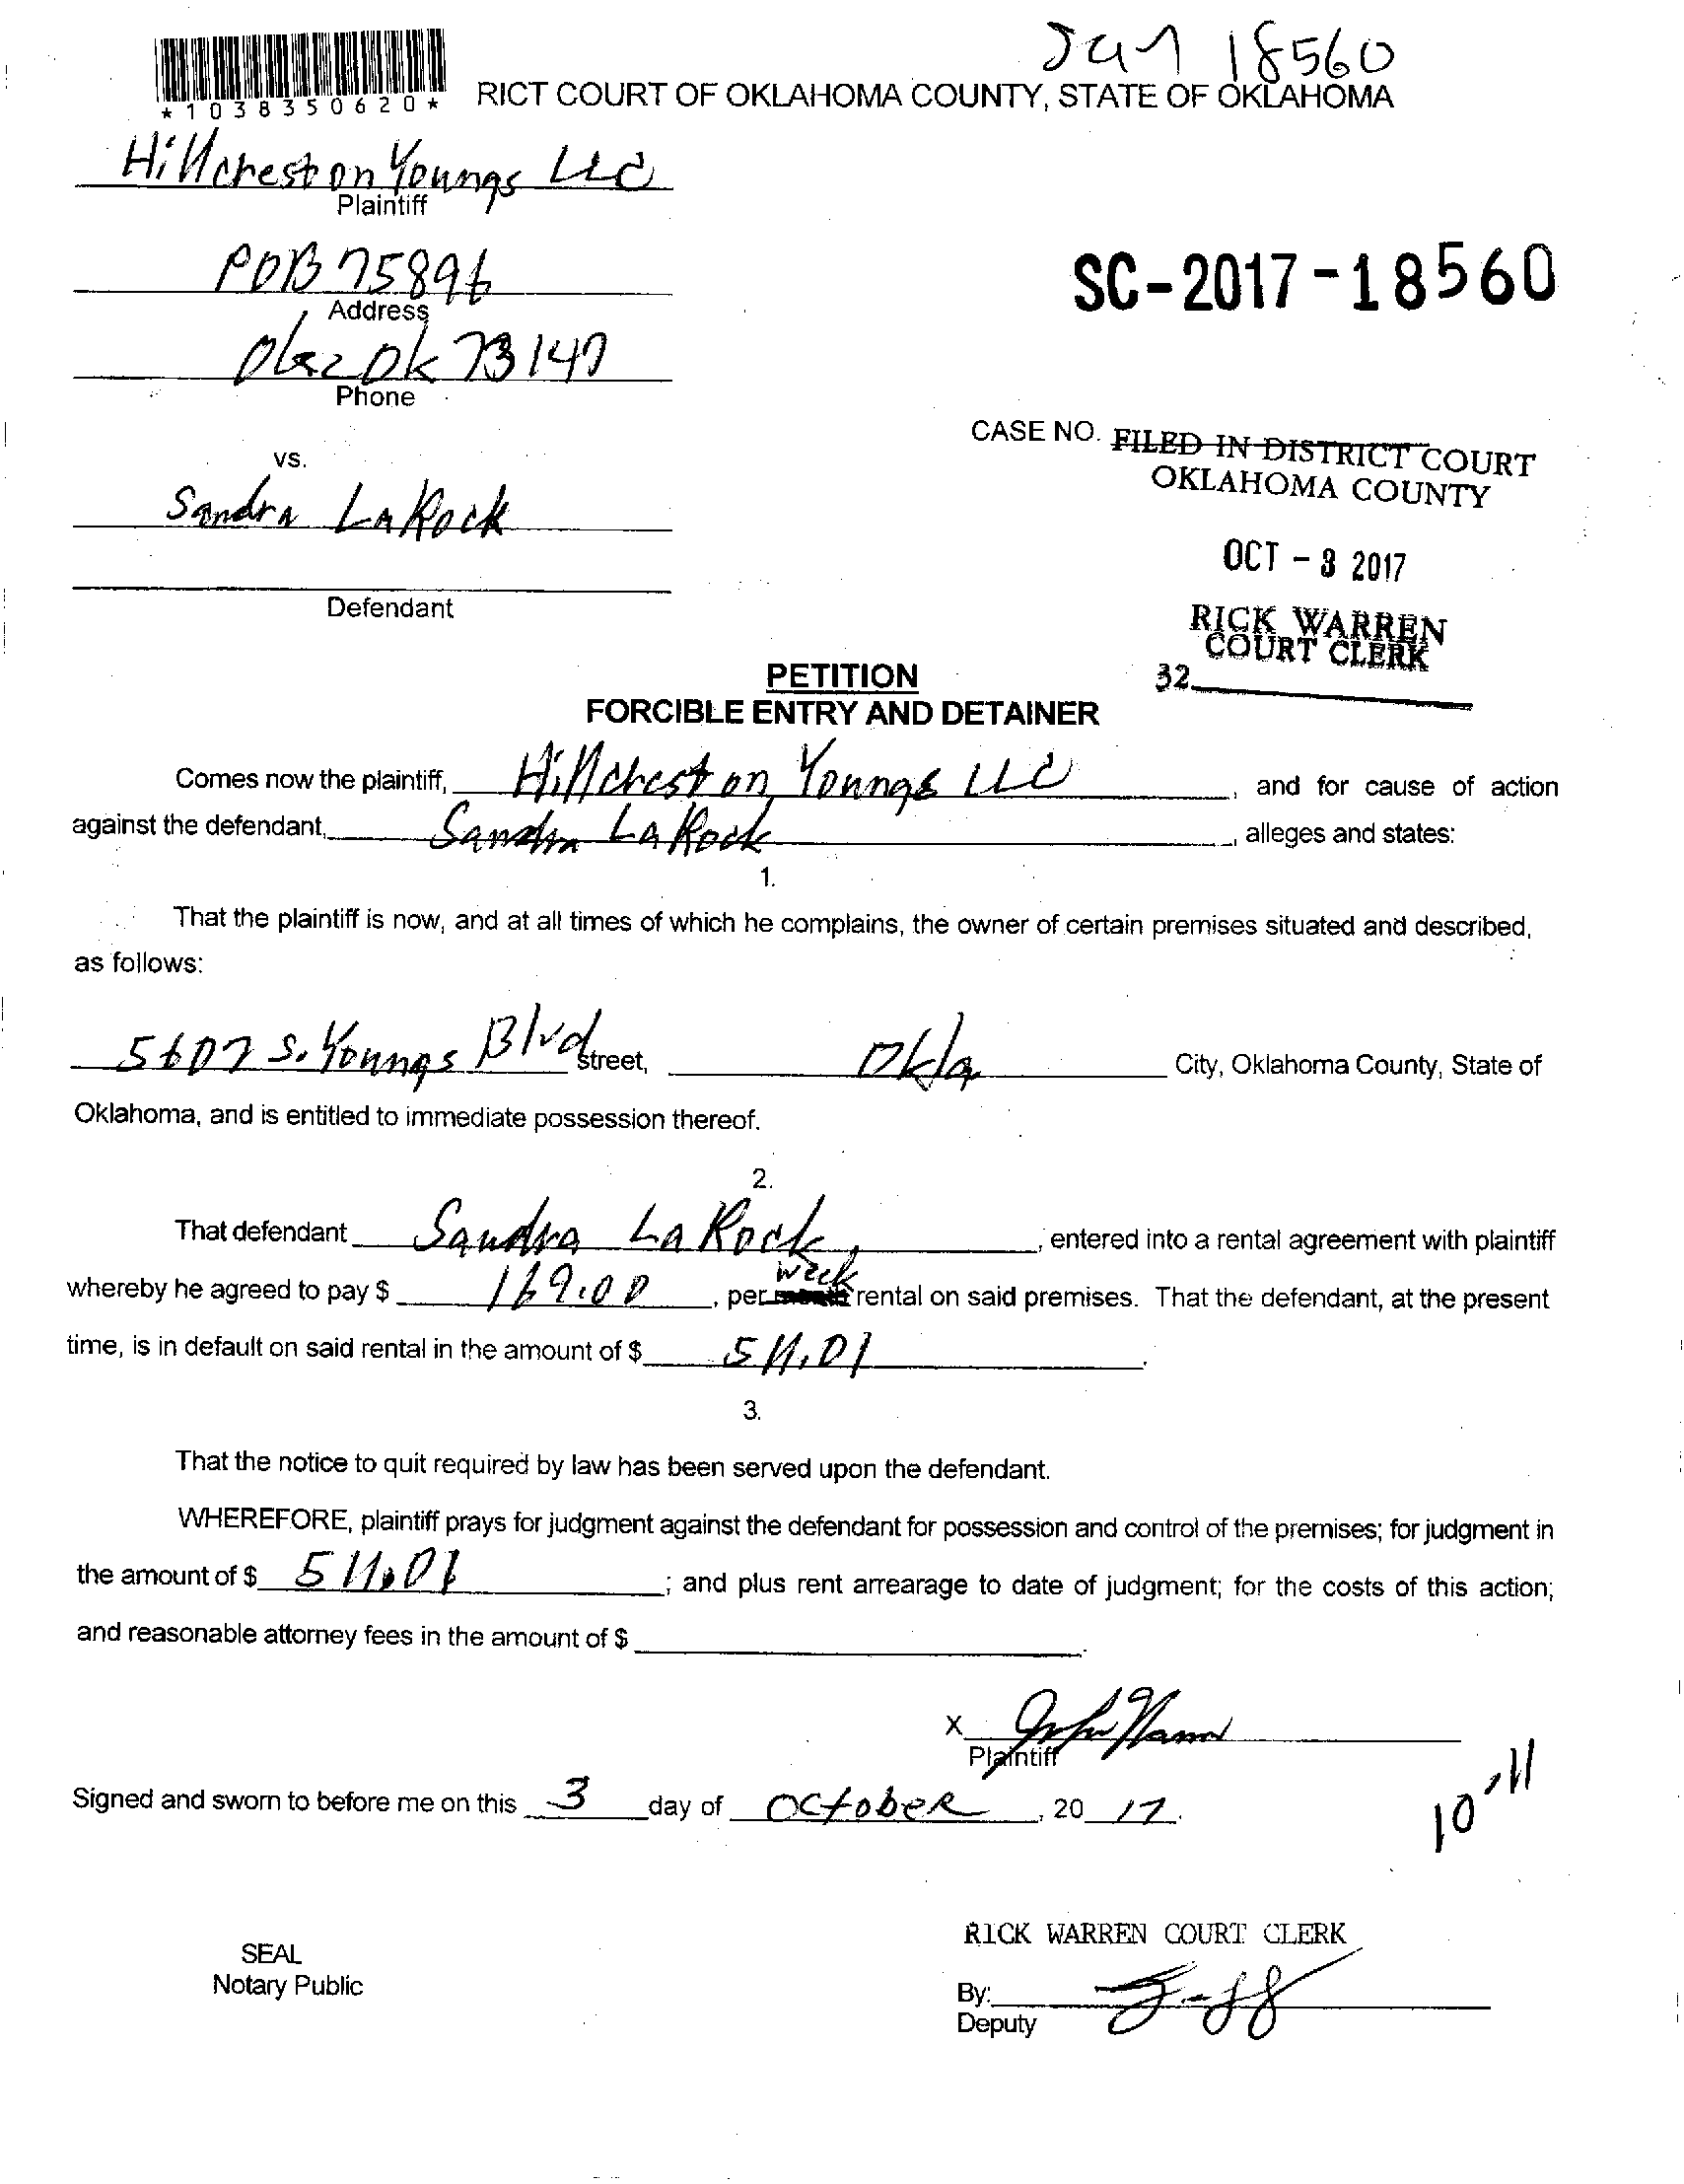 18560
RICT COURT OF OKLAHOMA COUNTY, STATE OF OKLAHOMA
*1038350620*
Hillcrest on Youngs LLC
Plaintiff
POB 75896
Address
SC-2017-18560
Okc Ok 73147
Phone
CASE NO.
FILED IN DISTRICT COURT
OKLAHOMA COUNTY
vs.
Sandra LaRock
OCT - 3 2017
Defendant
RICK WARREN
COURT CLERK
32
PETITION
FORCIBLE ENTRY AND DETAINER
Comes now the plaintiff, Hillcrest on Youngs LLC, and for cause of action
against the defendant, Sandra LaRock, alleges and states:
1.
That the plaintiff is now, and at all times of which he complains, the owner of certain premises situated and described,
as follows:
5607 S. Youngs Blvd Street, Okla City, Oklahoma County, State of
Oklahoma, and is entitled to immediate possession thereof.
2.
That defendant Sandra LaRock, entered into a rental agreement with plaintiff
whereby he agreed to pay $ 169.00, per week rental on said premises. That the defendant, at the present
time, is in default on said rental in the amount of $ 511.01.
3.
That the notice to quit required by law has been served upon the defendant.
WHEREFORE, plaintiff prays for judgment against the defendant for possession and control of the premises; for judgment in
the amount of $ 511.01; and plus rent arrearage to date of judgment; for the costs of this action;
and reasonable attorney fees in the amount of $
X
Plaintiff
Signed and sworn to before me on this 3 day of October, 20 17.
10,11
RICK WARREN COURT CLERK
SEAL
Notary Public
By:
Deputy